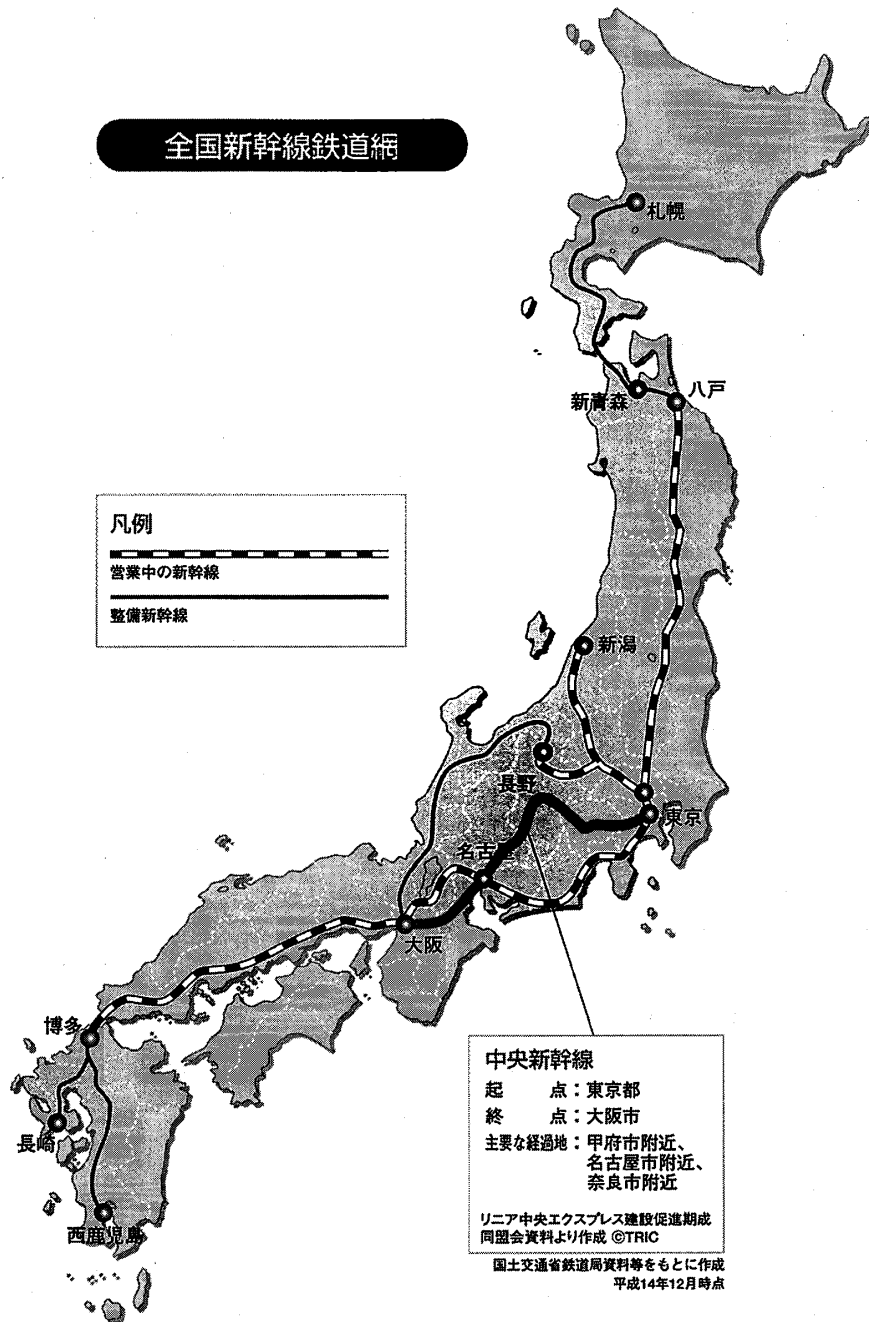 全国新幹線鉄道網
札幌
新青森
八戸
凡例
営業中の新幹線
整備新幹線
新潟
長野
東京
名古屋
大阪
博多
長崎
西鹿児島
中央新幹線
起 点：東京都
終 点：大阪市
主要な経過地：甲府市附近、
名古屋市附近、
奈良市附近
リニア中央エクスプレス建設促進期成
同盟会資料より作成 ©TRIC
国土交通省鉄道局資料等をもとに作成
平成14年12月時点